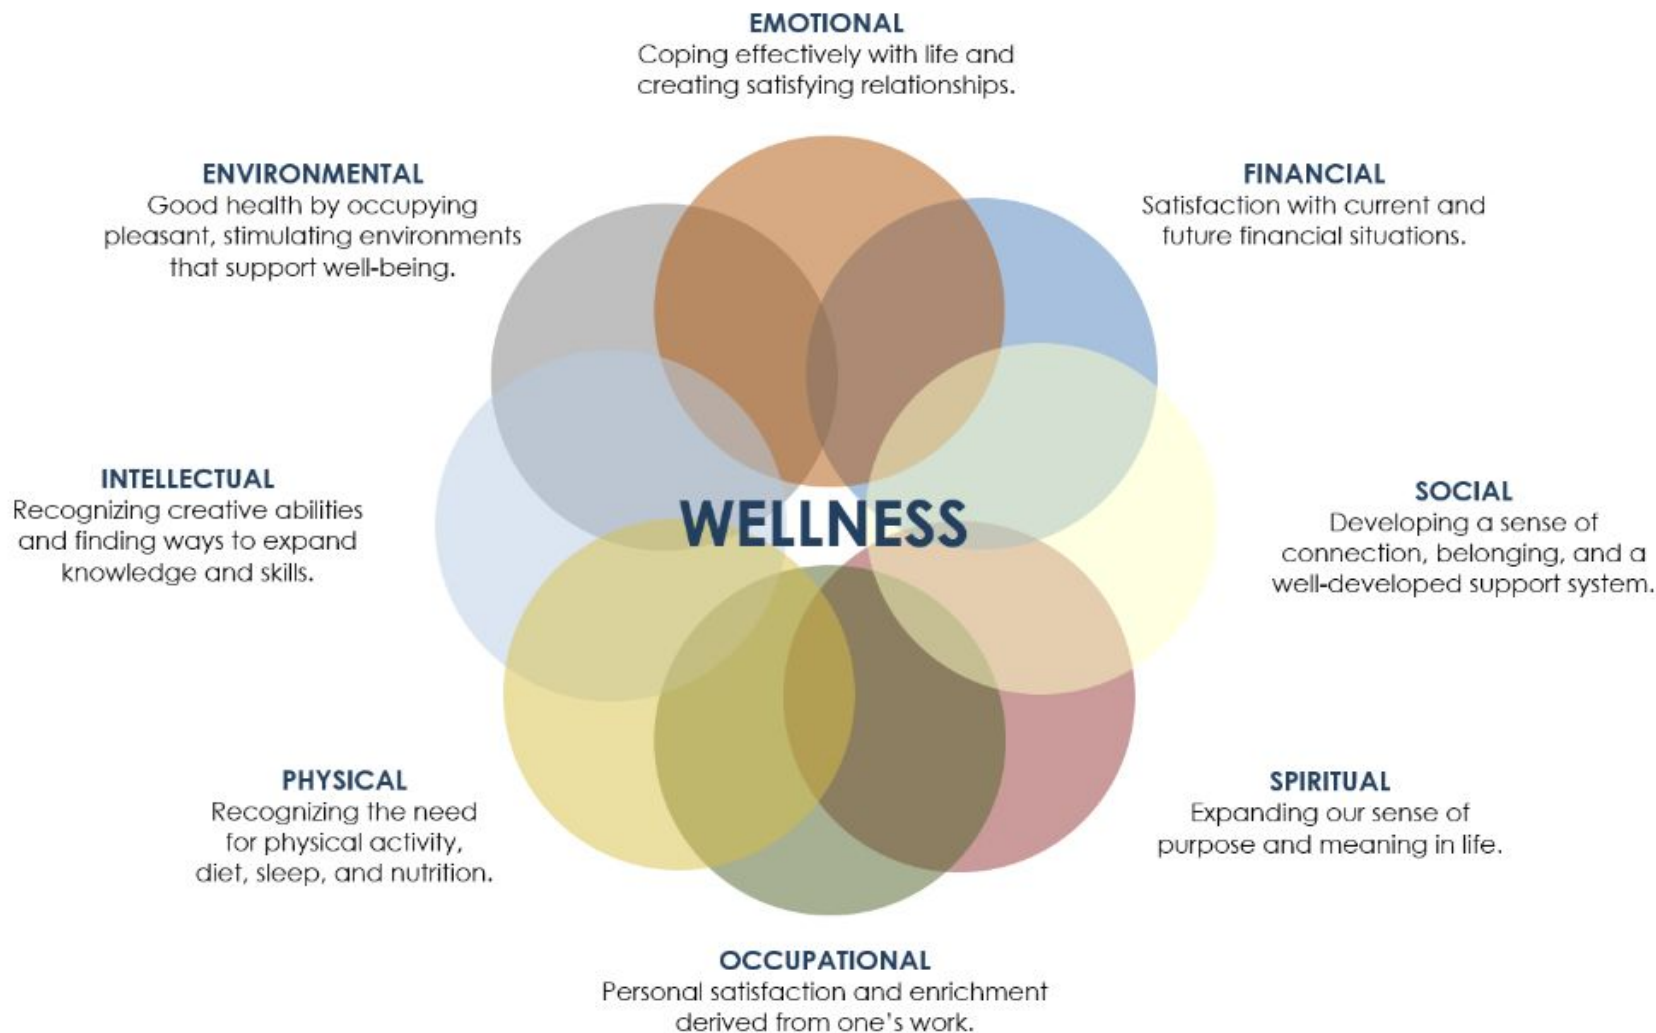 EMOTIONAL
Coping effectively with life and
creating satisfying relationships.
ENVIRONMENTAL
Good health by occupying
pleasant, stimulating environments
that support well-being.
FINANCIAL
Satisfaction with current and
future financial situations.
INTELLECTUAL
Recognizing creative abilities
and finding ways to expand
knowledge and skills.
WELLNESS
SOCIAL
Developing a sense of
connection, belonging, and a
well-developed support system.
PHYSICAL
Recognizing the need
for physical activity,
diet, sleep, and nutrition.
SPIRITUAL
Expanding our sense of
purpose and meaning in life.
OCCUPATIONAL
Personal satisfaction and enrichment
derived from one’s work.